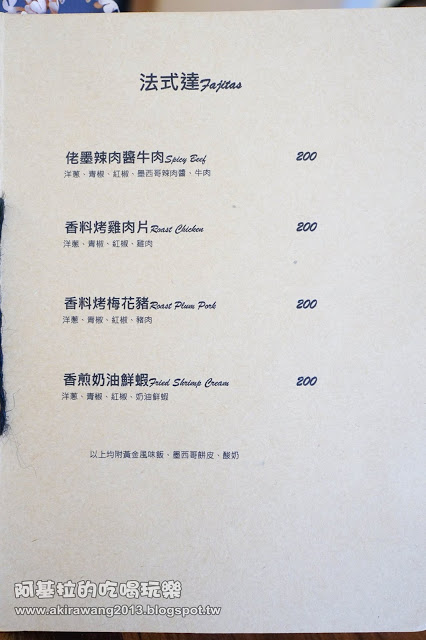 法式達Fajitas
佬墨辣肉醬牛肉Spicy Beef 200
洋蔥、青椒、紅椒、墨西哥辣肉醬、牛肉
香料烤雞肉片Roast Chicken 200
洋蔥、青椒、紅椒、雞肉
香料烤梅花豬Roast Plum Pork 200
洋蔥、青椒、紅椒、豬肉
香煎奶油鮮蝦Fried Shrimp Cream 200
洋蔥、青椒、紅椒、奶油鮮蝦
以上均附黃金風味飯、墨西哥餅皮、酸奶
阿基拉的吃喝玩樂
www.akirawang2013.blogspot.tw